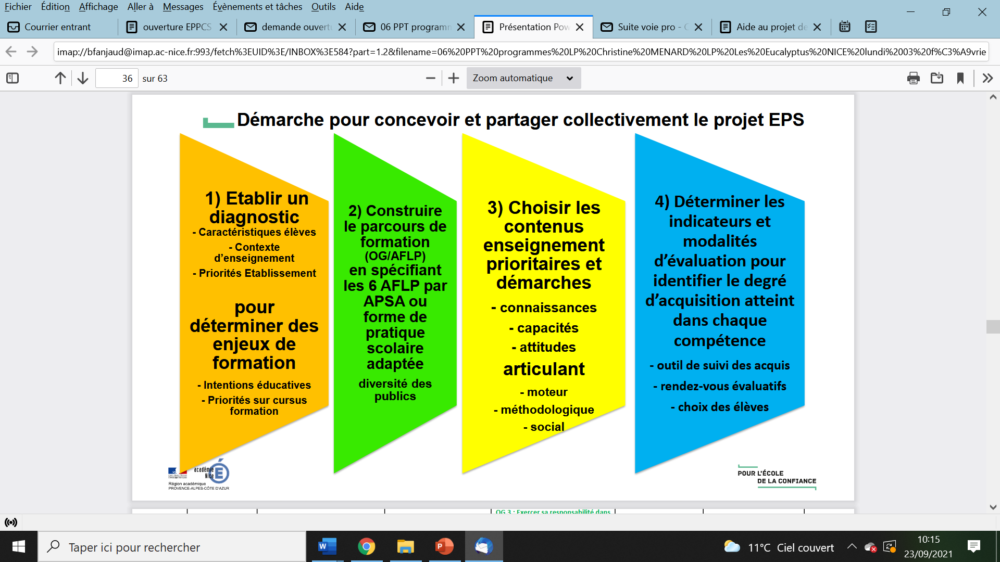 Fichier Édition Affichage Aller à Messages Évènements et tâches Outils Aide
Courrier entrant
ouverture EPPCS
demande ouvertu
06 PPT programm
Présentation Pow
Suite voie pro - C
Aide au projet de
imap://bfanjaud@imap.ac-nice.fr:993/fetch%3EUID%3E/INBOX%3E584?part=1.2&filename=06%20PPT%20programmes%20LP%20Christine%20MENARD%20LP%20Les%20Eucalyptus%20NICE%20lundi%2003%20f%C3%A9vrie
36 sur 63
Zoom automatique
Démarche pour concevoir et partager collectivement le projet EPS
1) Etablir un
diagnostic
- Caractéristiques élèves
- Contexte
d’enseignement
- Priorités Etablissement
pour
déterminer des
enjeux de
formation
- Intentions éducatives
- Priorités sur cursus
formation
2) Construire
le parcours de
formation
(OG/AFLP)
en spécifiant
les 6 AFLP par
APSA ou
forme de
pratique
scolaire
adaptée
diversité des
publics
3) Choisir les
contenus
enseignement
prioritaires et
démarches
- connaissances
- capacités
- attitudes
articulant
- moteur
- méthodologique
- social
4) Déterminer les
indicateurs et
modalités
d’évaluation pour
identifier le degré
d’acquisition atteint
dans chaque
compétence
- outil de suivi des acquis
- rendez-vous évaluatifs
- choix des élèves
académie
Nice
É
Région académique
PROVENCE-ALPES-CÔTE D'AZUR
POUR L'ÉCOLE
DE LA CONFIANCE
OG 3 : Exercer sa responsabilité dans
Taper ici pour rechercher
11°C Ciel couvert
10:15
23/09/2021